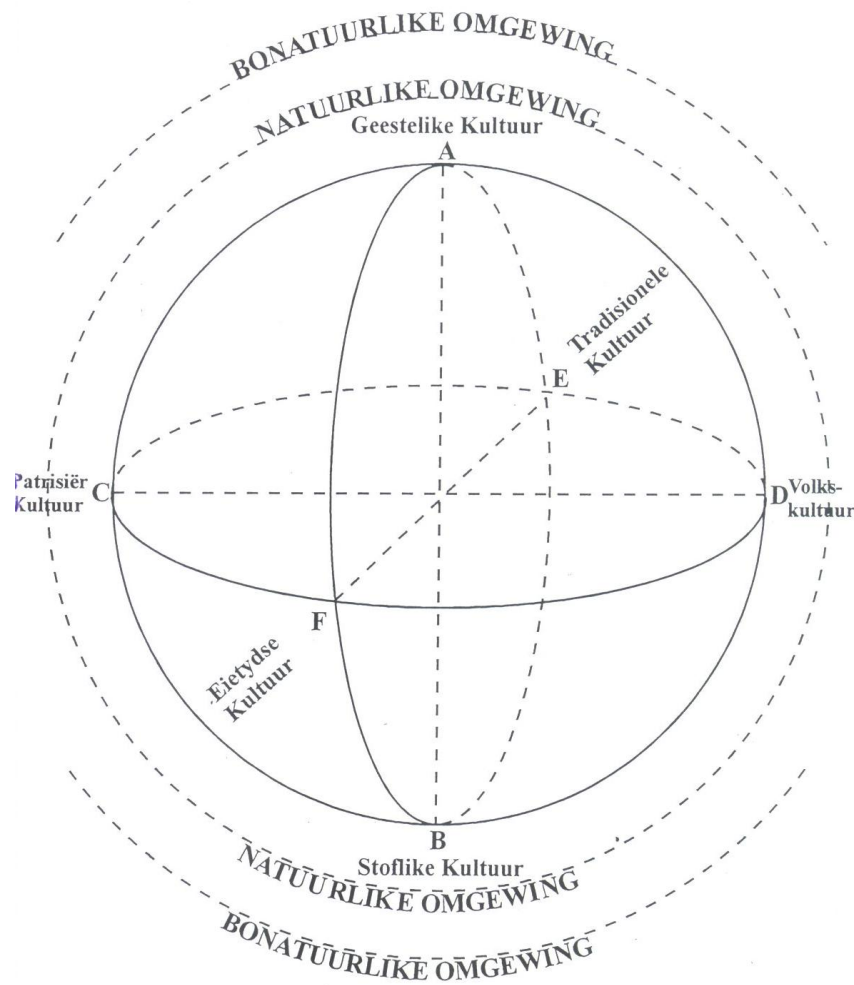 BONATUURLIKE OMGEWING
NATUURLIKE OMGEWING
Geestelike Kultuur
A
Tradisionele
Kultuur
E
Patrisiër
Kultuur
C
D
Volks-
kultuur
F
Eietydse
Kultuur
B
Stoflike Kultuur
NATUURLIKE OMGEWING
BONATUURLIKE OMGEWING